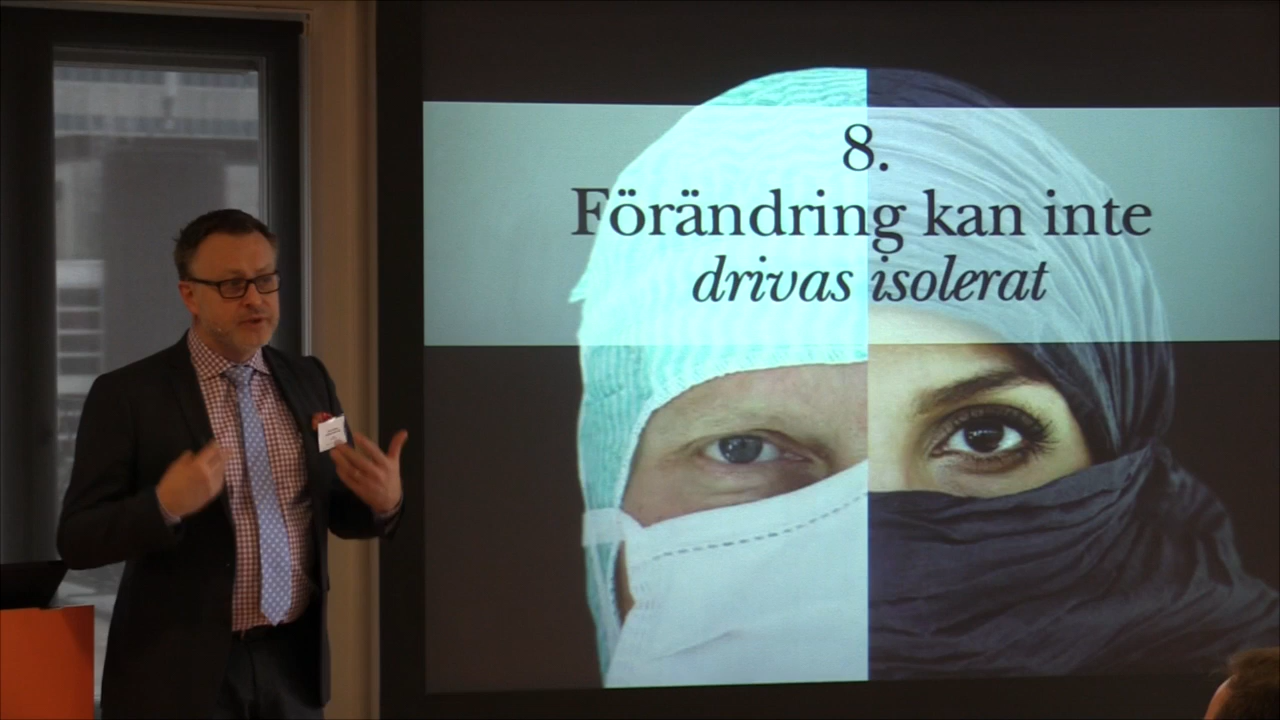 8.
Förändring kan inte
drivas isolerat